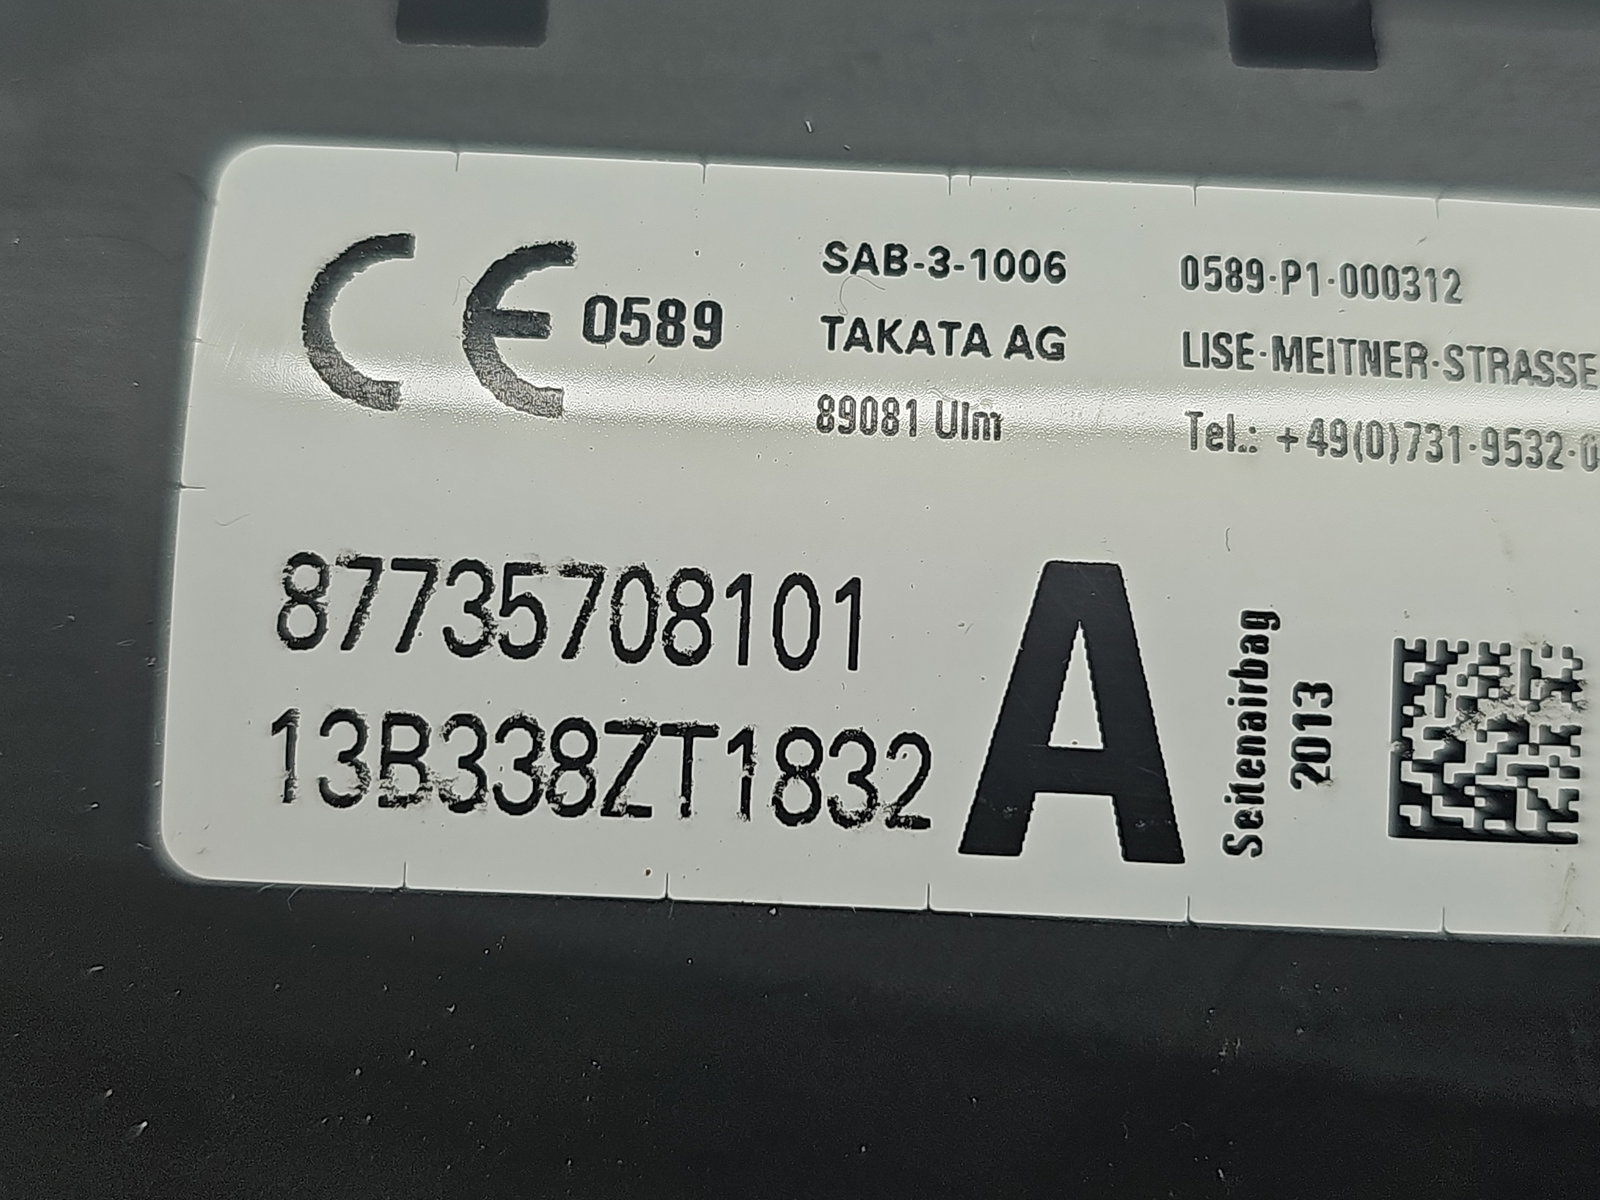 CE 0589
SAB-3-1006
TAKATA AG
89081 Ulm
0589-P1-000312
LISE-MEITNER-STRASSE
Tel.: +49(0)731-9532-0
87735708101
13B338ZT1832
A
Seitenairbag
2013